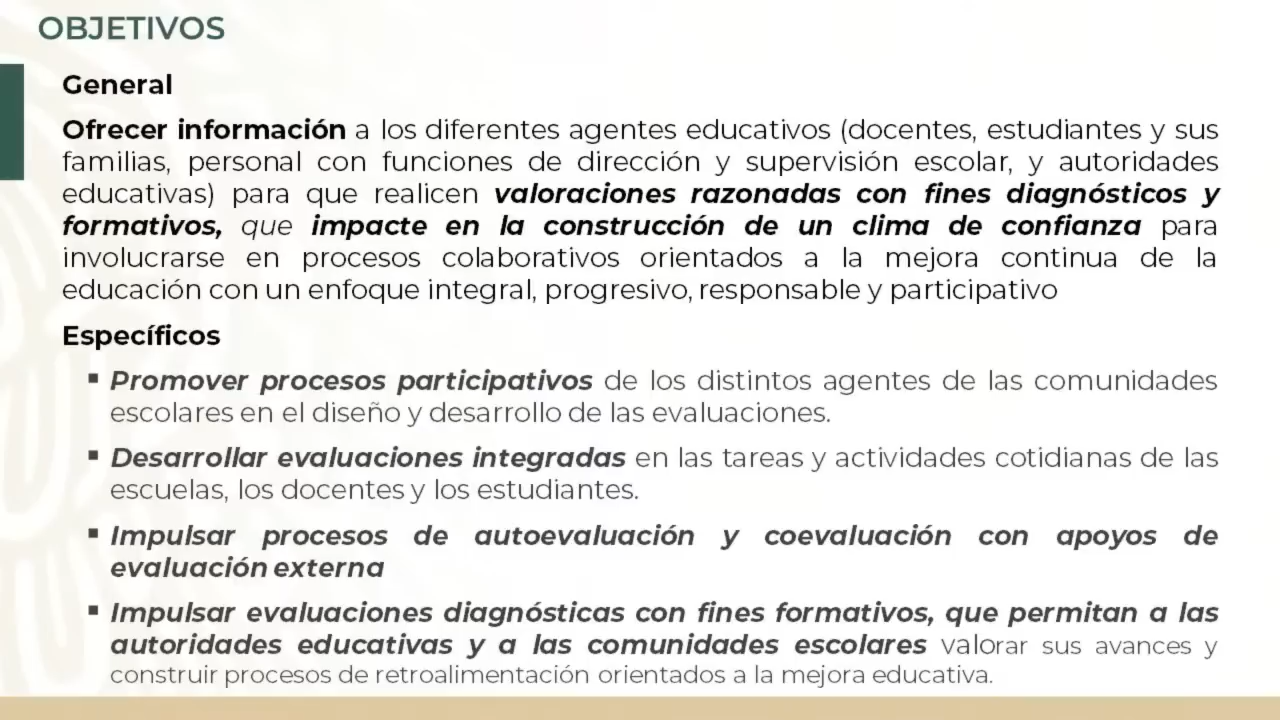 OBJETIVOS
General
Ofrecer información a los diferentes agentes educativos (docentes, estudiantes y sus
familias, personal con funciones de dirección y supervisión escolar, y autoridades
educativas) para que realicen valoraciones razonadas con fines diagnósticos y
formativos, que impacte en la construcción de un clima de confianza para
involucrarse en procesos colaborativos orientados a la mejora continua de la
educación con un enfoque integral, progresivo, responsable y participativo
Específicos
▪ Promover procesos participativos de los distintos agentes de las comunidades
escolares en el diseño y desarrollo de las evaluaciones.
▪ Desarrollar evaluaciones integradas en las tareas y actividades cotidianas de las
escuelas, los docentes y los estudiantes.
▪ Impulsar procesos de autoevaluación y coevaluación con apoyos de
evaluación externa
▪ Impulsar evaluaciones diagnósticas con fines formativos, que permitan a las
autoridades educativas y a las comunidades escolares valorar sus avances y
construir procesos de retroalimentación orientados a la mejora educativa.